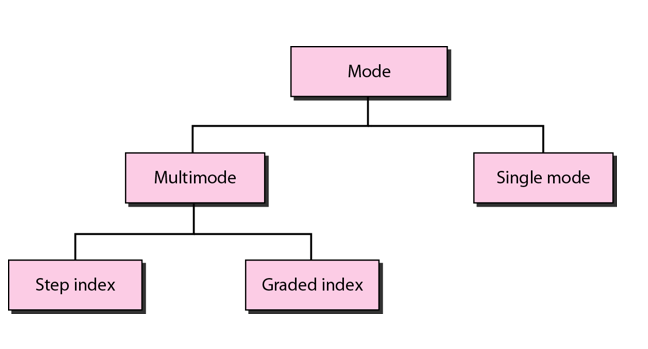 Mode
Multimode
Single mode
Step index
Graded index